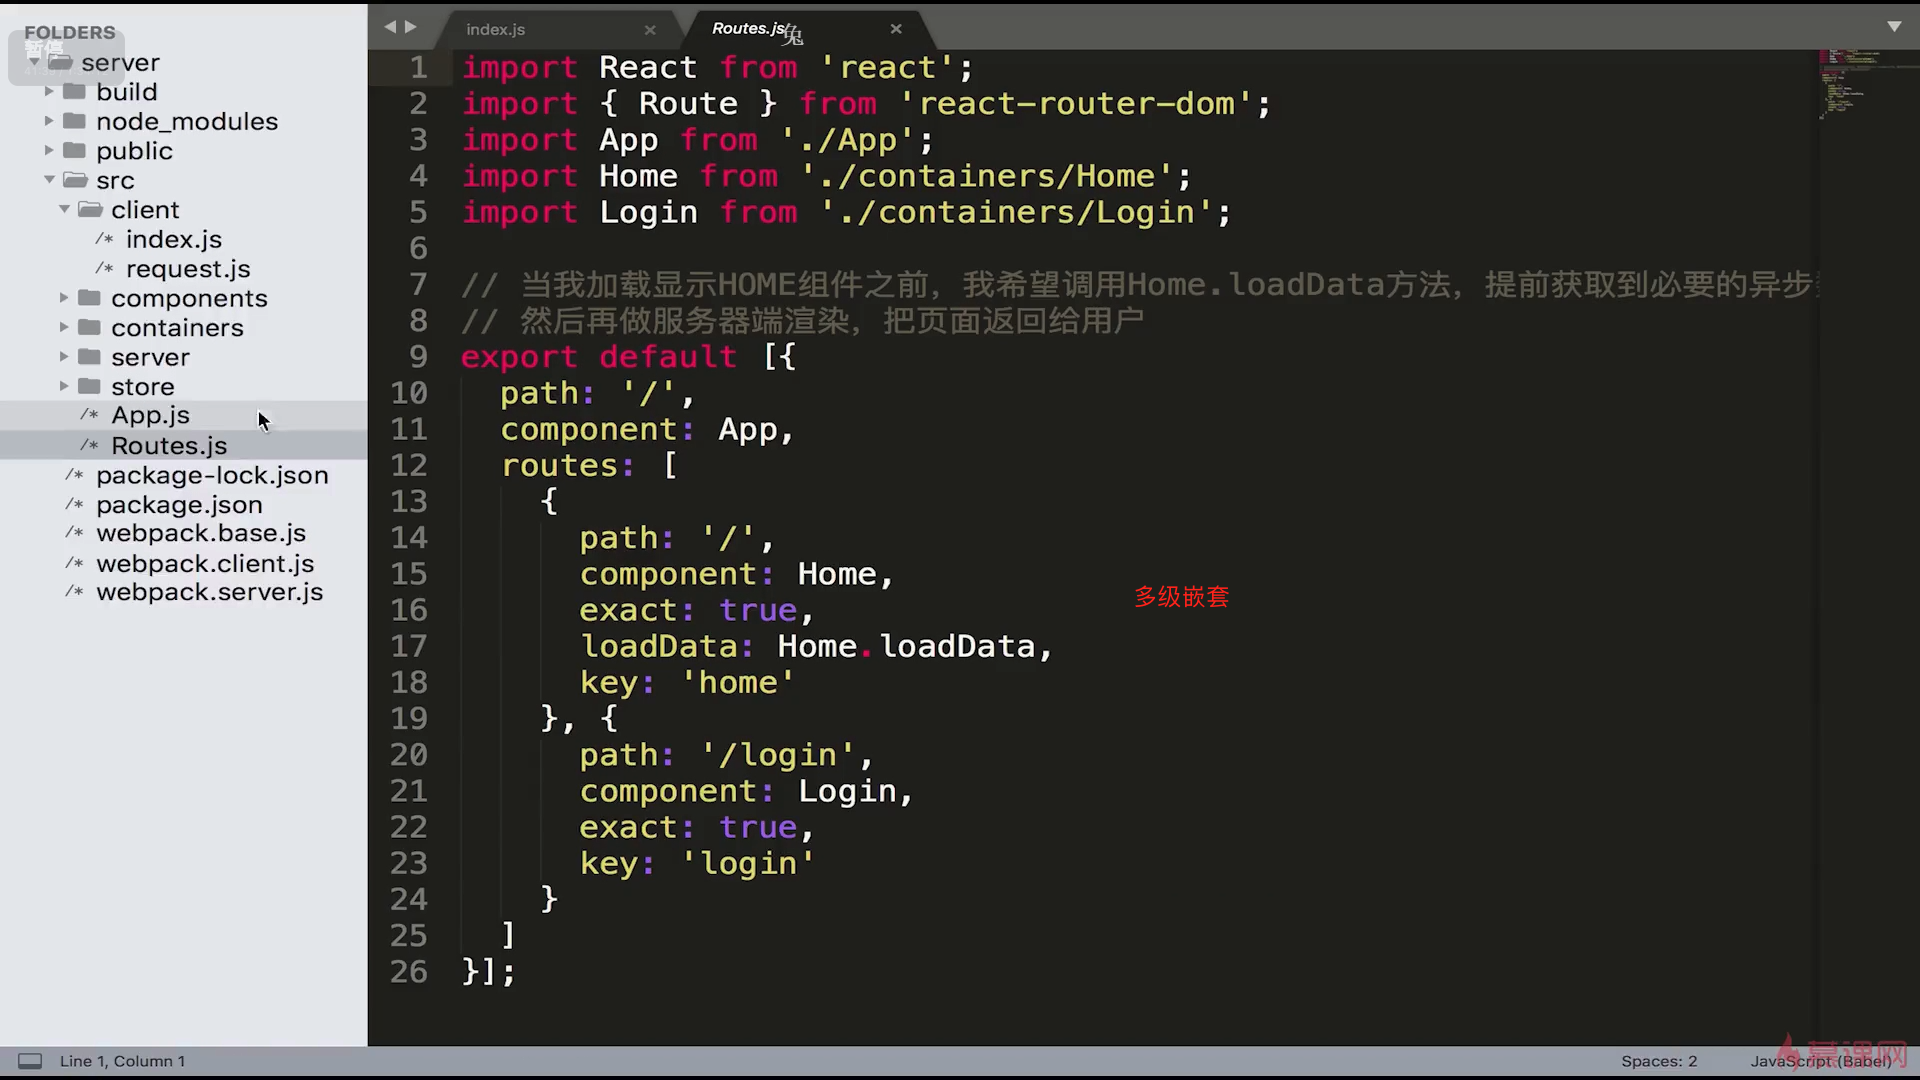 FOLDERS
暂停
server
build
node_modules
public
src
client
index.js
request.js
components
containers
server
store
App.js
Routes.js
package-lock.json
package.json
webpack.base.js
webpack.client.js
webpack.server.js
index.js
Routes.js
兔
1 import React from 'react';
2 import { Route } from 'react-router-dom';
3 import App from './App';
4 import Home from './containers/Home';
5 import Login from './containers/Login';
6
7 // 当我加载显示HOME组件之前，我希望调用Home.loadData方法，提前获取到必要的异步
8 // 然后再做服务器端渲染，把页面返回给用户
9 export default [{
10 path: '/',
11 component: App,
12 routes: [
13 {
14 path: '/',
15 component: Home,
16 exact: true,
17 loadData: Home.loadData,
18 key: 'home'
19 }, {
20 path: '/login',
21 component: Login,
22 exact: true,
23 key: 'login'
24 }
25 ]
26 }];
多级嵌套
Line 1, Column 1
Spaces: 2
JavaScript (Babel)
慕课网